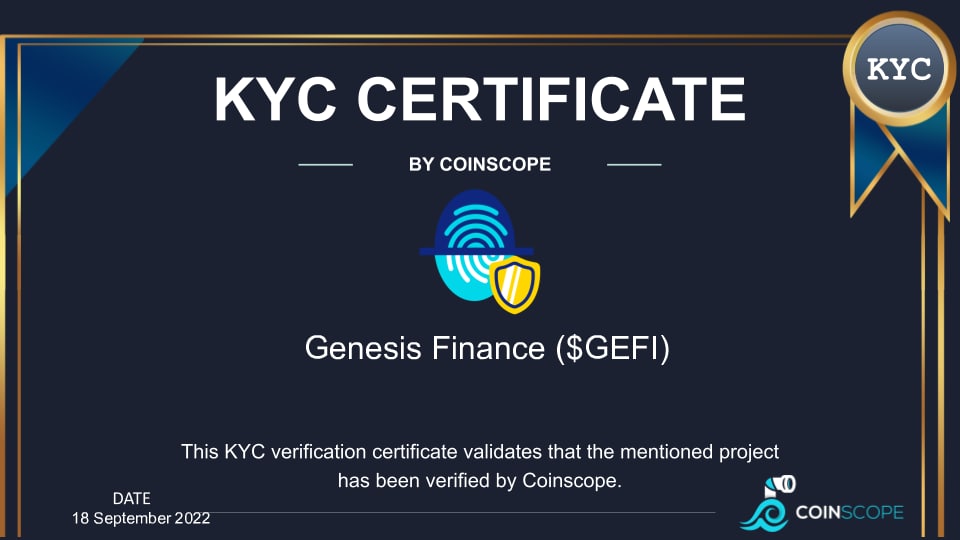 KYC
KYC CERTIFICATE
BY COINSCOPE
Genesis Finance ($GEFI)
This KYC verification certificate validates that the mentioned project
has been verified by Coinscope.
DATE
18 September 2022
COINSCOPE